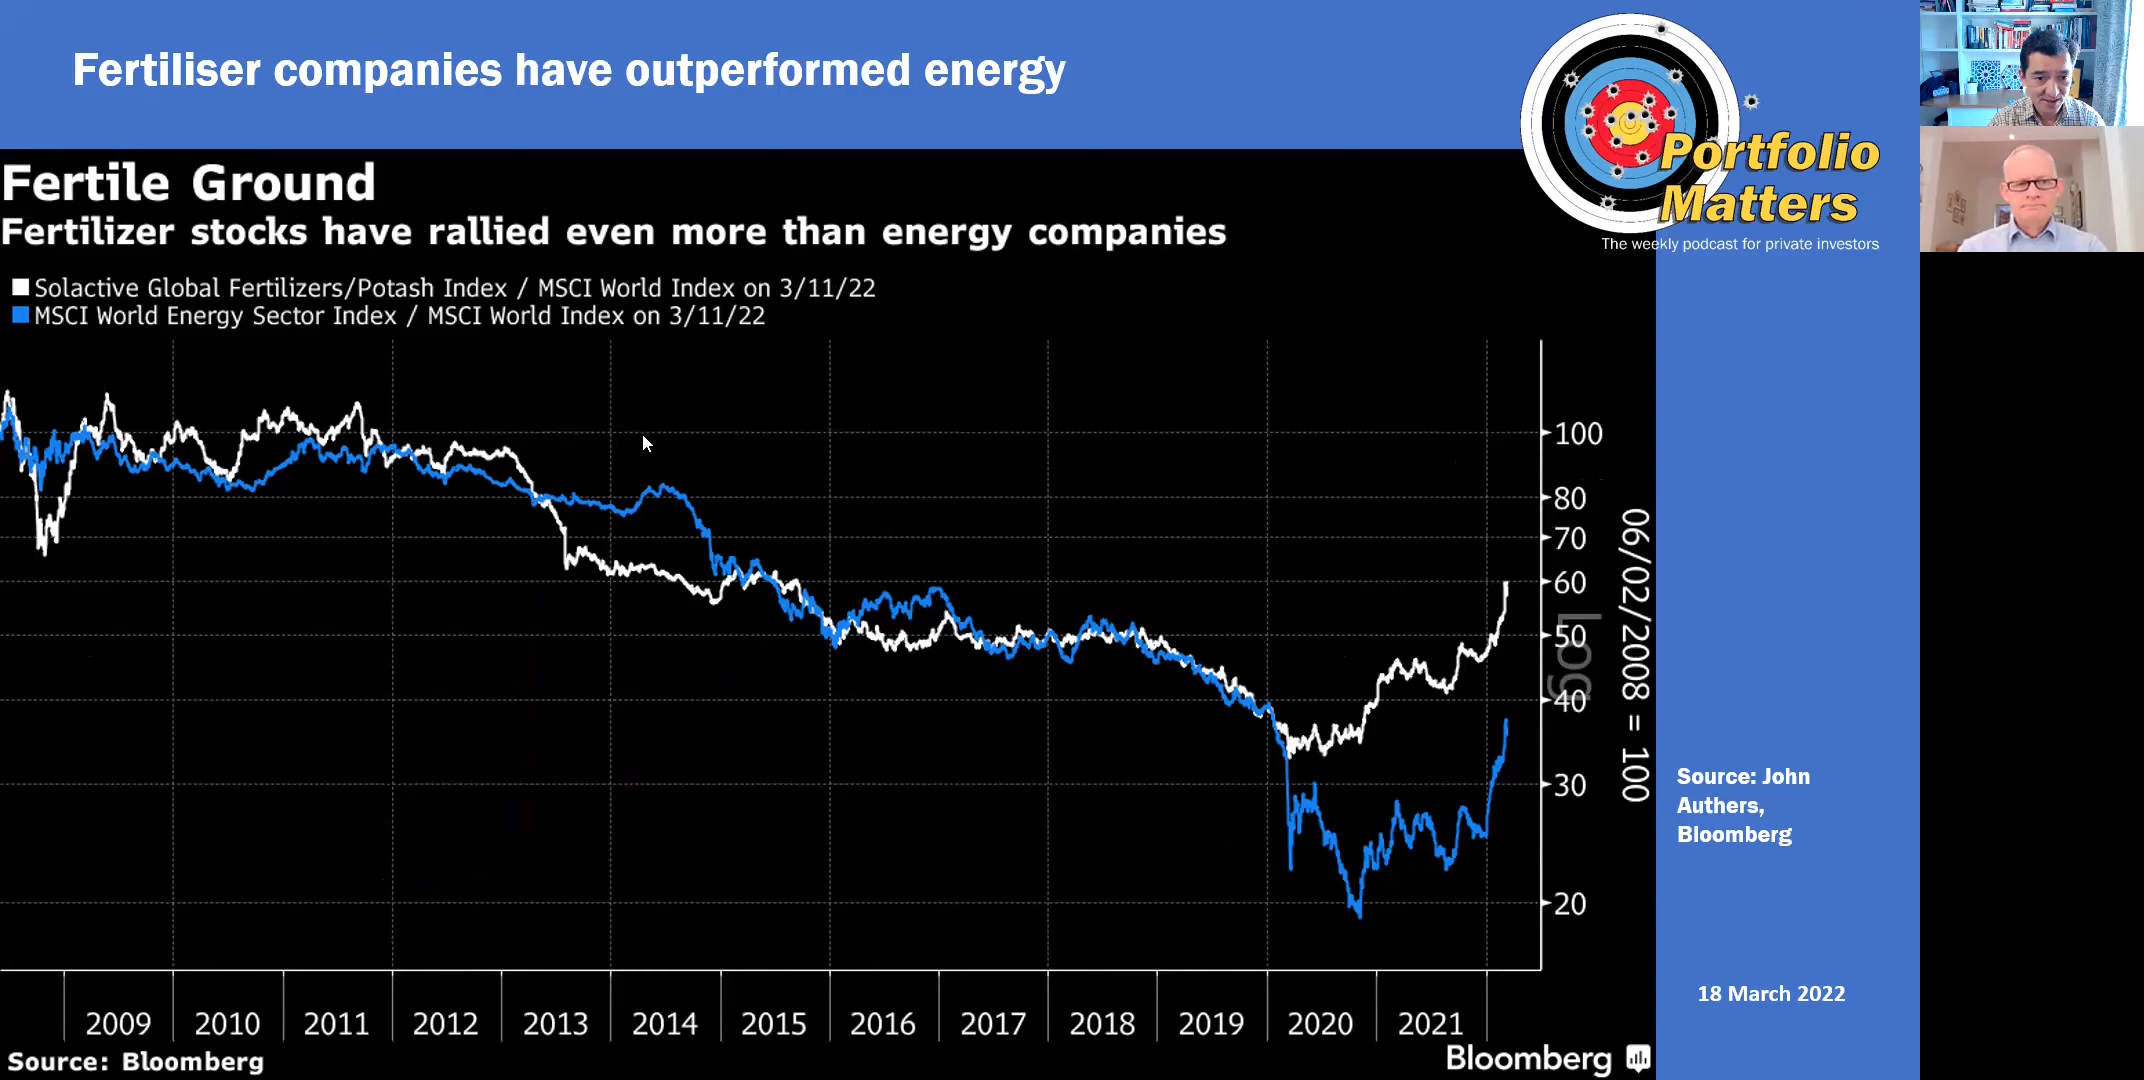 Fertiliser companies have outperformed energy
Portfolio
Matters
The weekly podcast for private investors
Fertile Ground
Fertilizer stocks have rallied even more than energy companies
Solactive Global Fertilizers/Potash Index / MSCI World Index on 3/11/22
MSCI World Energy Sector Index / MSCI World Index on 3/11/22
100
80
70
60
50
40
30
20
Log
06/02/2008 = 100
2009 2010 2011 2012 2013 2014 2015 2016 2017 2018 2019 2020 2021
Source: Bloomberg
Bloomberg
Source: John
Authers,
Bloomberg
18 March 2022